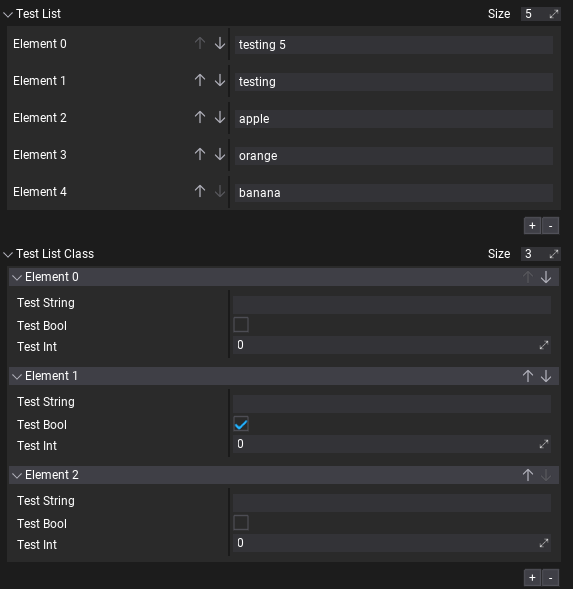 Test List Size 5
Element 0 testing 5
Element 1 testing
Element 2 apple
Element 3 orange
Element 4 banana
+ -
Test List Class Size 3
Element 0
Test String
Test Bool
Test Int 0
Element 1
Test String
Test Bool
Test Int 0
Element 2
Test String
Test Bool
Test Int 0
+ -